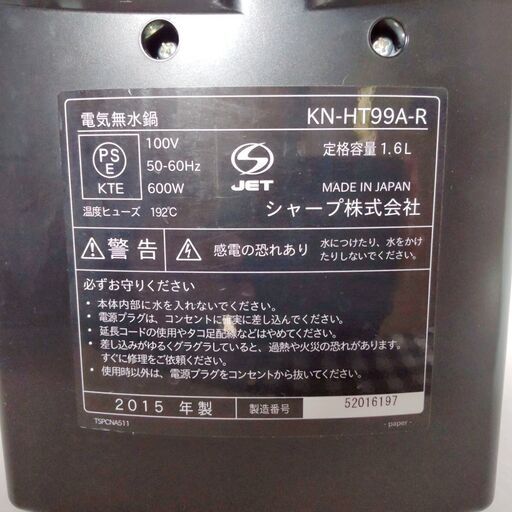 電気無水鍋 KN-HT99A-R
PS
E
KTE
100V
50-60Hz
600W
JET
定格容量 1.6L
MADE IN JAPAN
温度ヒューズ 192℃
シャープ株式会社
警告 感電の恐れあり 水につけたり、水をかけ
たりしないでください。
必ずお守りください
・本体内部に水を入れないでください。
・電源プラグは、コンセントに確実に差し込んでください。
・延長コードの使用やタコ足配線などはやめてください。
・差し込みがゆるくグラグラしていると、過熱や火災の恐れがあります。
すぐに修理をご依頼ください。
・使用時以外は、電源プラグをコンセントから抜いてください。
2015 年製 製造番号 52016197
TSPCNA511 - paper -